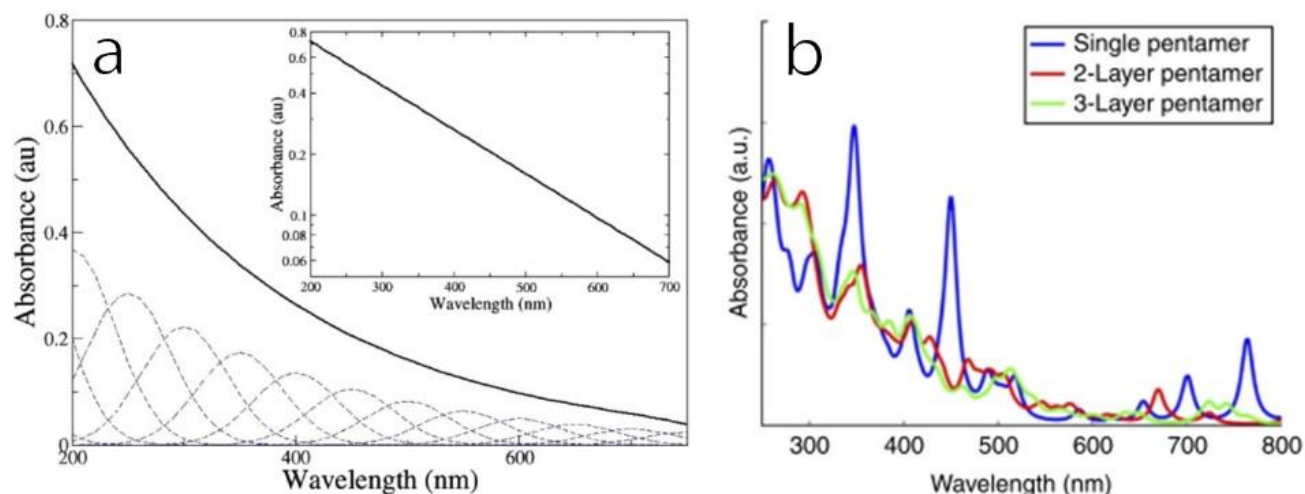 a
0.8
0.6
0.4
0.2
0
Absorbance (au)
200
400
600
Wavelength (nm)
0.8
0.6
0.4
0.2
0.1
0.08
0.06
Absorbance (au)
200 300 400 500 600 700
Wavelength (nm)
b
Single pentamer
2-Layer pentamer
3-Layer pentamer
Absorbance (a.u.)
300 400 500 600 700 800
Wavelength (nm)